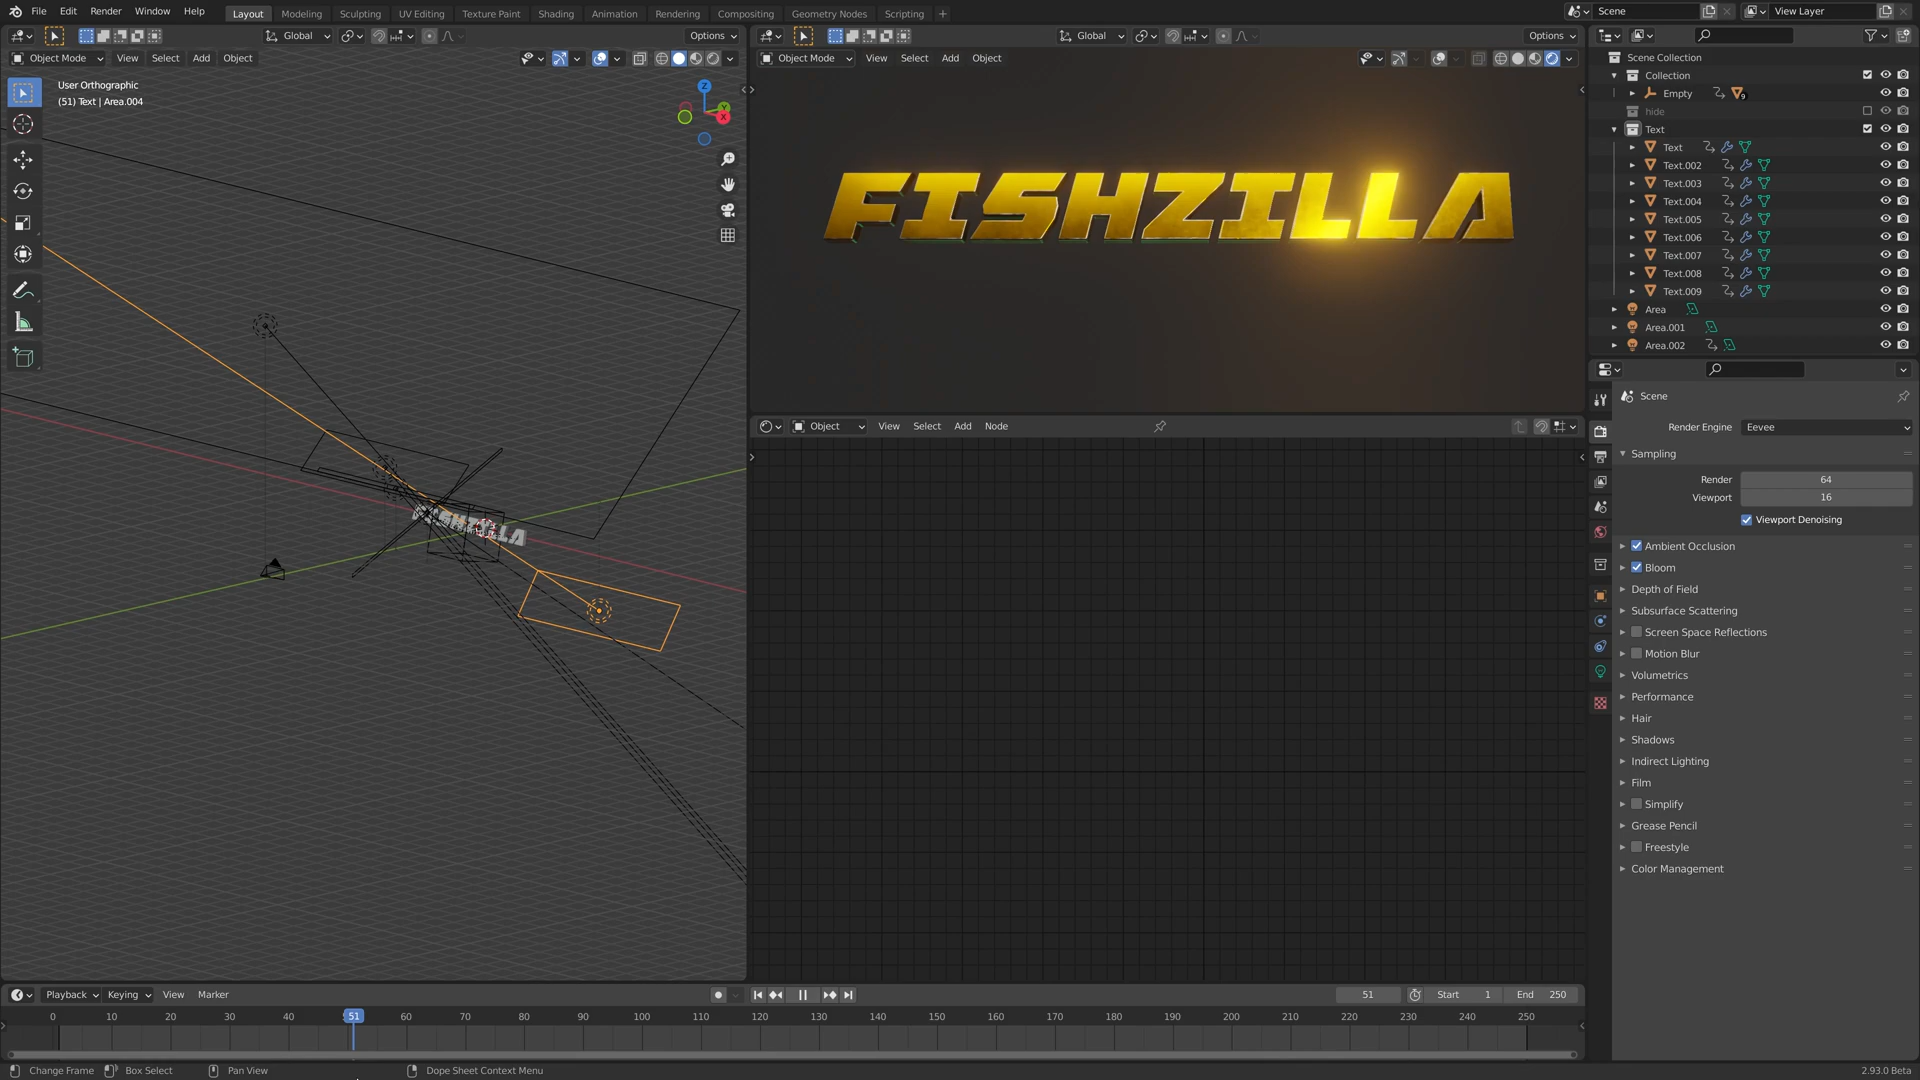 File Edit Render Window Help Layout Modeling Sculpting UV Editing Texture Paint Shading Animation Rendering Compositing Geometry Nodes Scripting + Scene View Layer
Global Options
Object Mode View Select Add Object
User Orthographic
(51) Text | Area.004
Z
Y
X
FISHZILLA
Global Options
Object Mode View Select Add Object
FISHZILLA
Object View Select Add Node
Scene Collection
Collection
Empty 9
hide
Text
Text
Text.002
Text.003
Text.004
Text.005
Text.006
Text.007
Text.008
Text.009
Area
Area.001
Area.002
Scene
Render Engine Eevee
Sampling
Render 64
Viewport 16
Viewport Denoising
Ambient Occlusion
Bloom
Depth of Field
Subsurface Scattering
Screen Space Reflections
Motion Blur
Volumetrics
Performance
Hair
Shadows
Indirect Lighting
Film
Simplify
Grease Pencil
Freestyle
Color Management
Playback Keying View Marker 51 Start 1 End 250
0 10 20 30 40 51 60 70 80 90 100 110 120 130 140 150 160 170 180 190 200 210 220 230 240 250
Change Frame Box Select Pan View Dope Sheet Context Menu 2.93.0 Beta